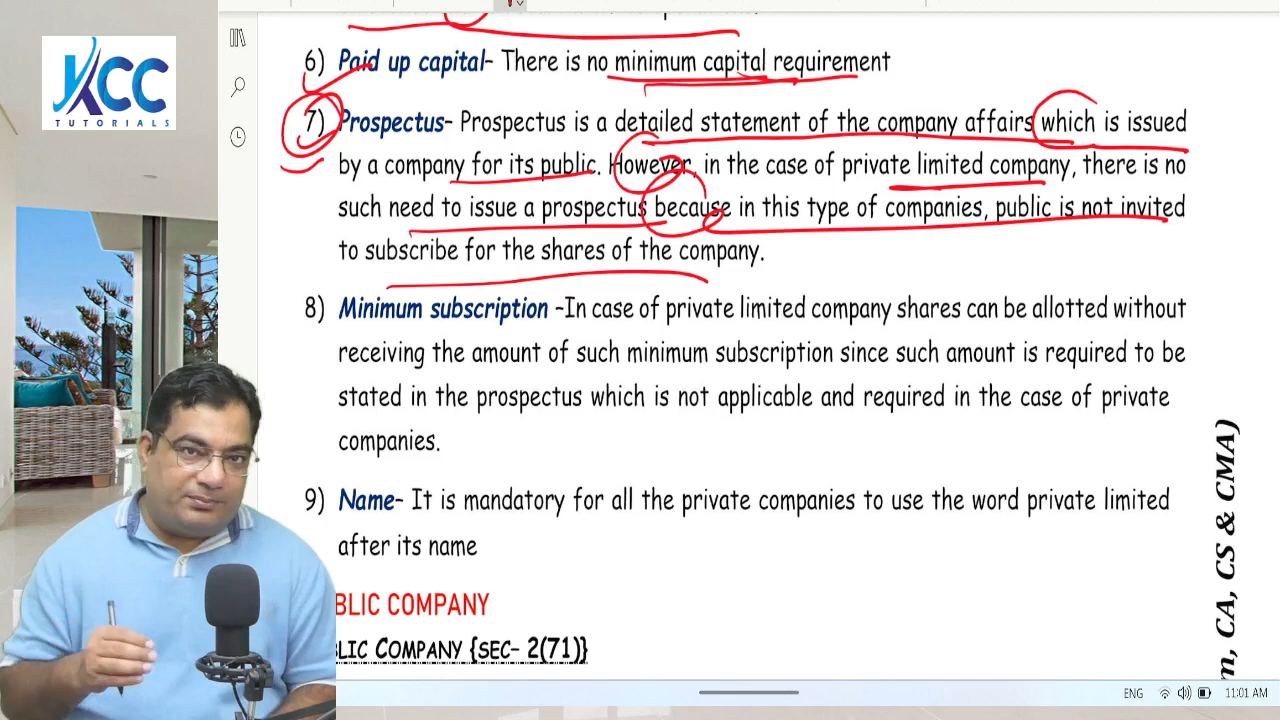 KCC
TUTORIALS
6) Paid up capital– There is no minimum capital requirement
7) Prospectus– Prospectus is a detailed statement of the company affairs which is issued
by a company for its public. However, in the case of private limited company, there is no
such need to issue a prospectus because in this type of companies, public is not invited
to subscribe for the shares of the company.
8) Minimum subscription –In case of private limited company shares can be allotted without
receiving the amount of such minimum subscription since such amount is required to be
stated in the prospectus which is not applicable and required in the case of private
companies.
9) Name– It is mandatory for all the private companies to use the word private limited
after its name
BLIC COMPANY
BLIC COMPANY {SEC– 2(71)}
m, CA, CS & CMA)
ENG
11:01 AM